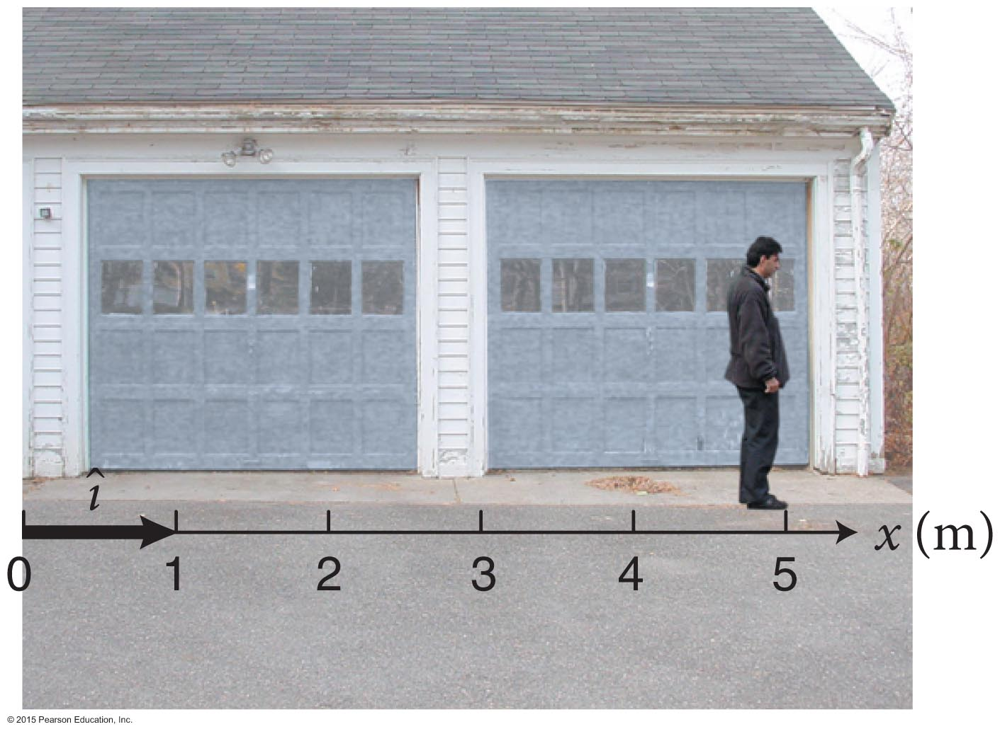 î
x (m)
0 1 2 3 4 5
© 2015 Pearson Education, Inc.